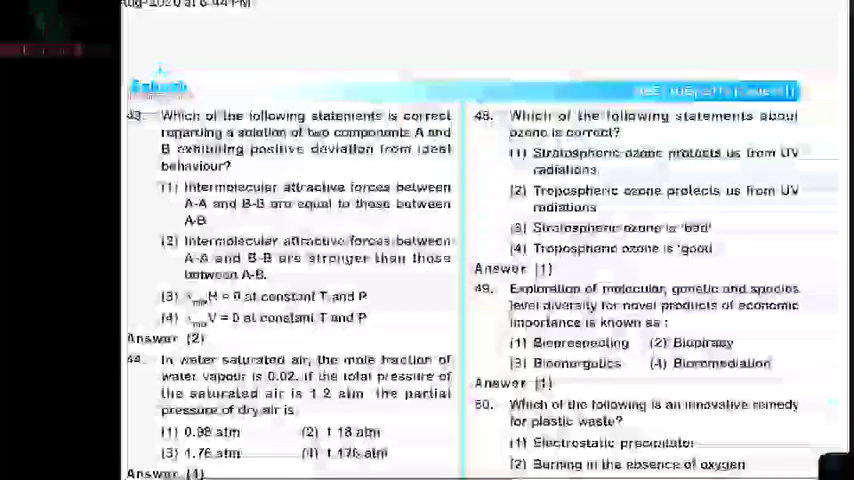 43. Which of the following statements is correct
regarding a solution of two components A and
B exhibiting positive deviation from ideal
behaviour?
(1) Intermolecular attractive forces between
A-A and B-B are equal to those between
A-B
(2) Intermolecular attractive forces between
A-A and B-B are stronger than those
between A-B.
(3) H = 0 at constant T and P
(4) V = 0 at constant T and P
Answer (2)
44. In water saturated air, the mole fraction of
water vapour is 0.02. If the total pressure of
the saturated air is 1.2 atm the partial
pressure of dry air is
(1) 0.98 atm (2) 1.18 atm
(3) 1.76 atm (4) 1.176 atm
Answer (4)
48. Which of the following statements about
ozone is correct?
(1) Stratospheric ozone protects us from UV
radiations
(2) Tropospheric ozone protects us from UV
radiations
(3) Stratospheric ozone is 'bad'
(4) Tropospheric ozone is 'good
Answer (1)
49. Exploration of molecular, genetic and species
level diversity for novel products of economic
importance is known as :
(1) Bioprospecting (2) Biopiracy
(3) Bioenergetics (4) Bioremediation
Answer (1)
50. Which of the following is an innovative remedy
for plastic waste?
(1) Electrostatic precipitator
(2) Burning in the absence of oxygen